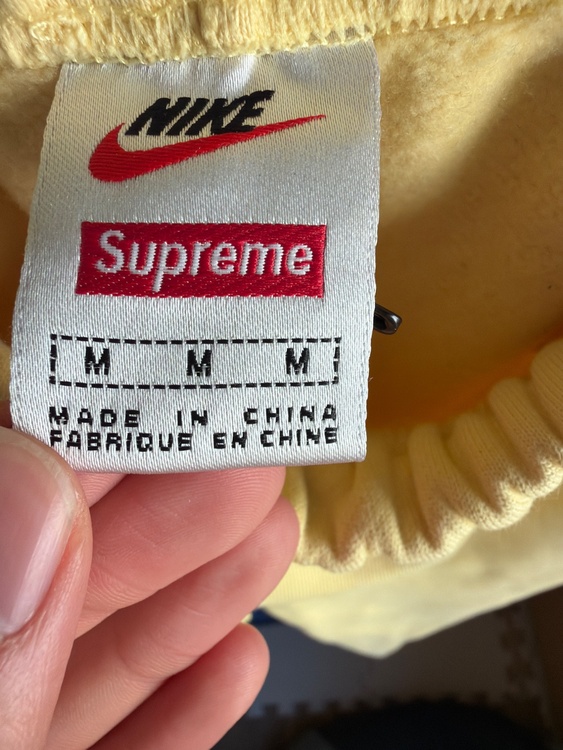 NIKE
Supreme
M M M
MADE IN CHINA
FABRIQUE EN CHINE